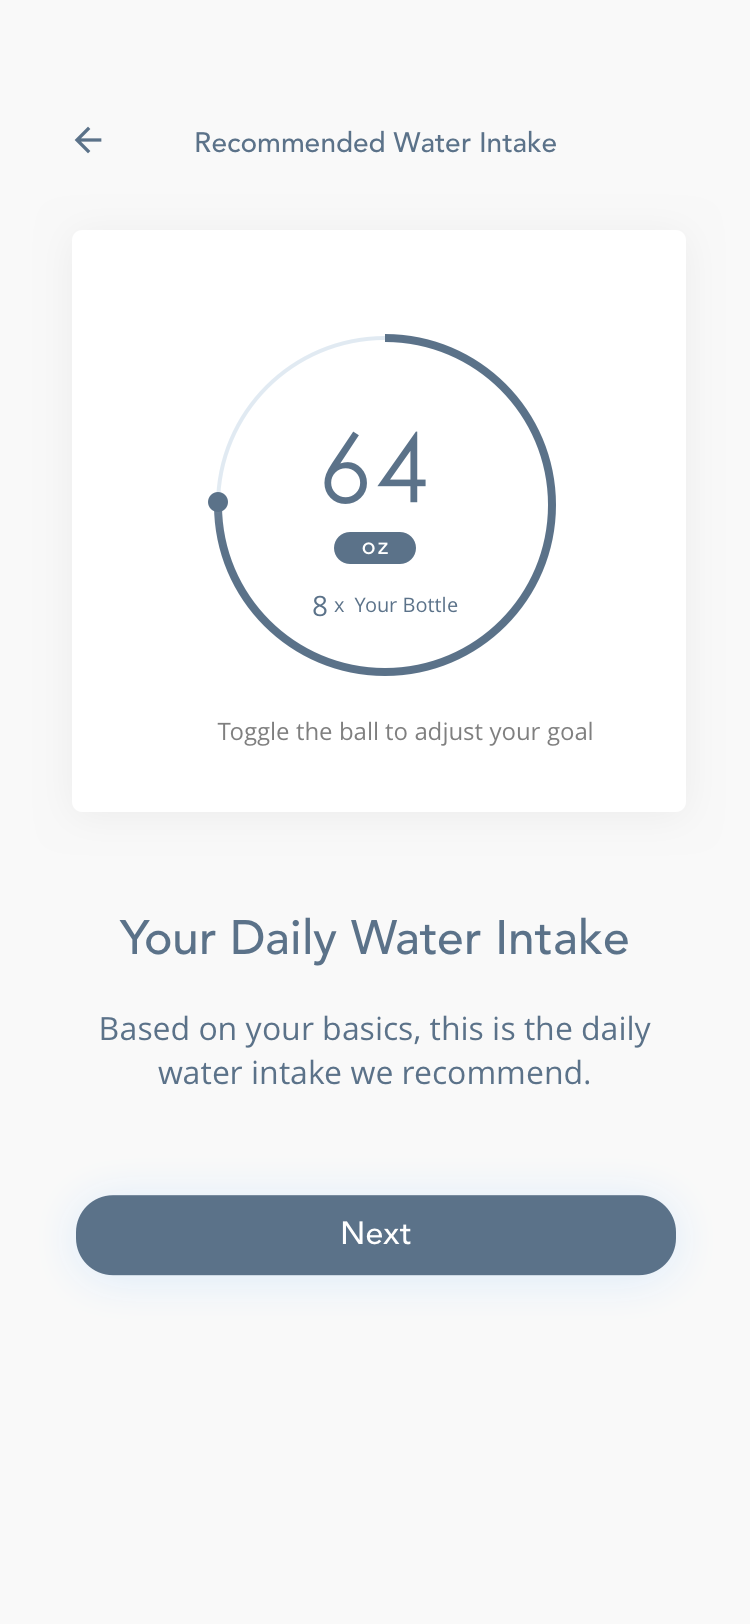 Recommended Water Intake
64
OZ
8 x Your Bottle
Toggle the ball to adjust your goal
Your Daily Water Intake
Based on your basics, this is the daily
water intake we recommend.
Next